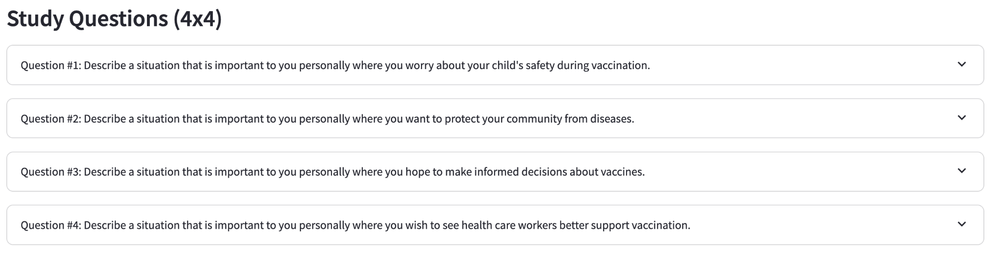 Study Questions (4x4)
Question #1: Describe a situation that is important to you personally where you worry about your child's safety during vaccination.
Question #2: Describe a situation that is important to you personally where you want to protect your community from diseases.
Question #3: Describe a situation that is important to you personally where you hope to make informed decisions about vaccines.
Question #4: Describe a situation that is important to you personally where you wish to see health care workers better support vaccination.